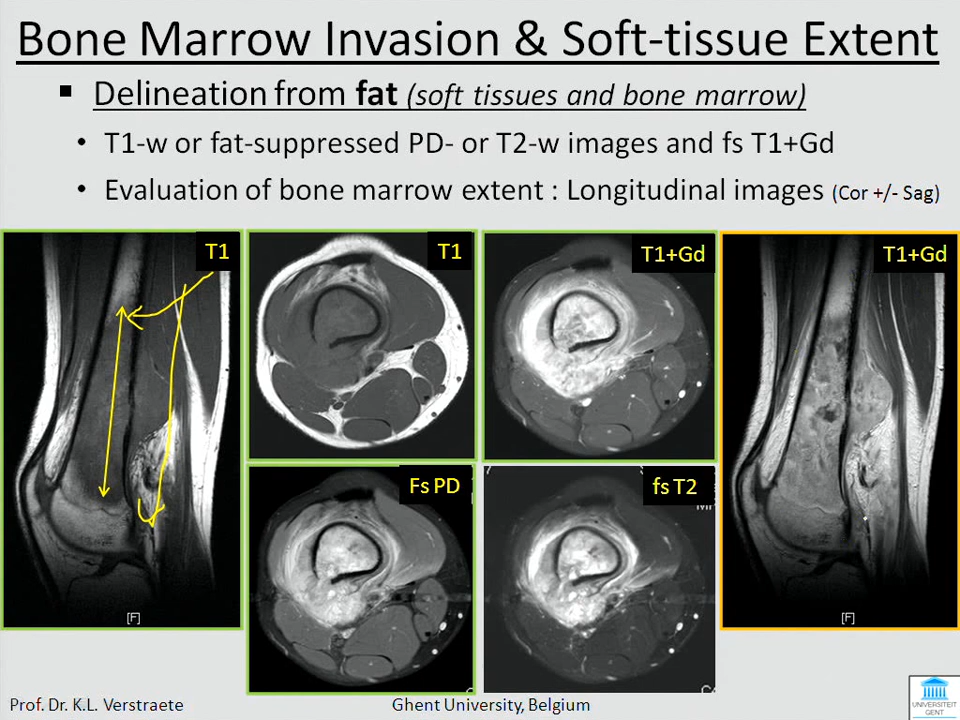 Bone Marrow Invasion & Soft-tissue Extent
▪ Delineation from fat (soft tissues and bone marrow)
• T1-w or fat-suppressed PD- or T2-w images and fs T1+Gd
• Evaluation of bone marrow extent : Longitudinal images (Cor +/- Sag)
T1
T1
T1+Gd
T1+Gd
Fs PD
fs T2
[F]
[F]
Prof. Dr. K.L. Verstraete
Ghent University, Belgium
UNIVERSITEIT
GENT